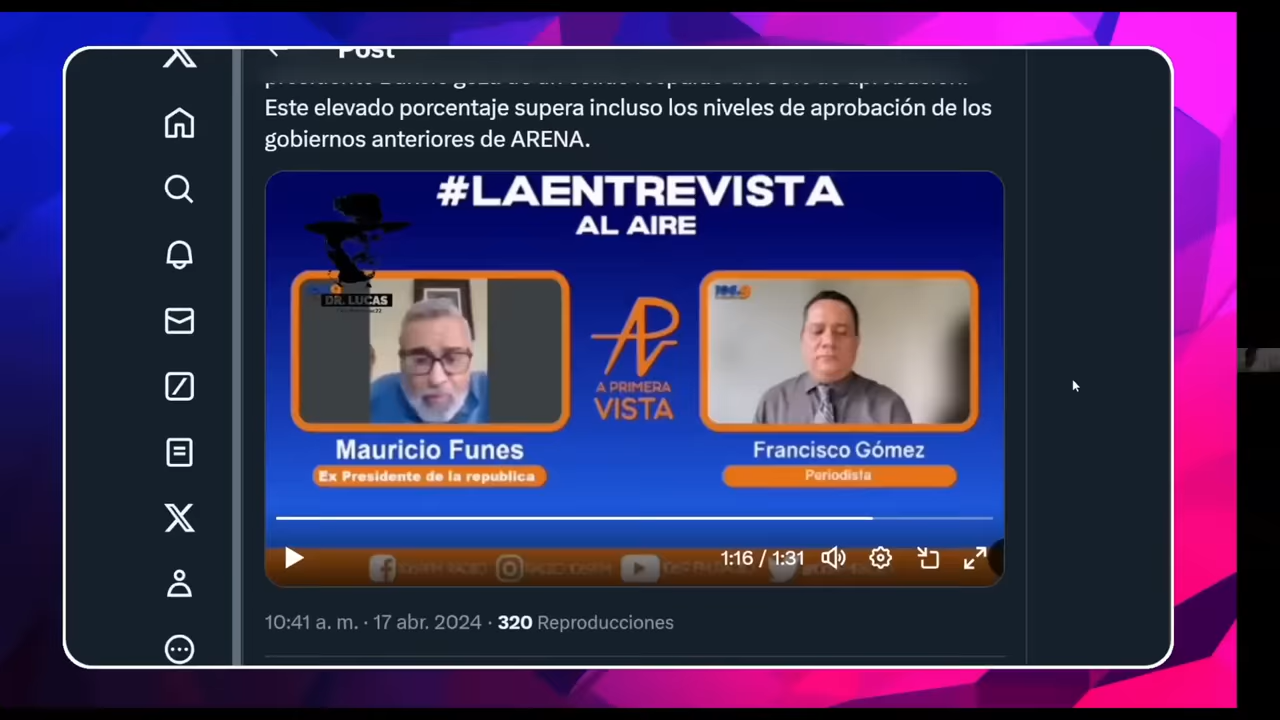 Post
Este elevado porcentaje supera incluso los niveles de aprobación de los
gobiernos anteriores de ARENA.
#LAENTREVISTA
AL AIRE
DR. LUCAS
106.9
A PRIMERA
VISTA
Mauricio Funes
Ex Presidente de la republica
Francisco Gómez
Periodista
1:16 / 1:31
10:41 a. m. · 17 abr. 2024 · 320 Reproducciones